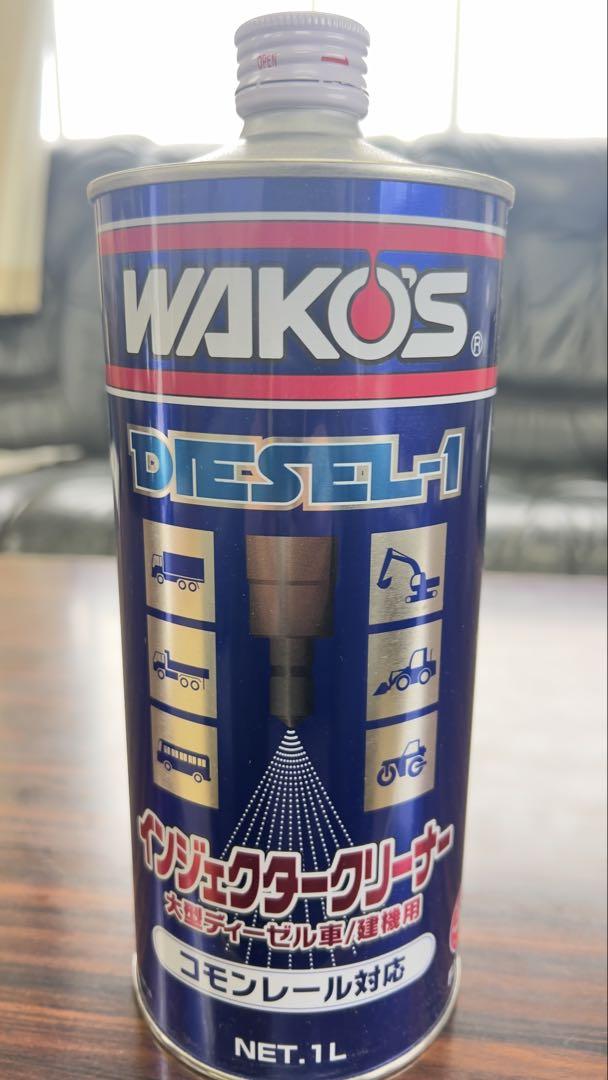 OPEN
WAKO'S®
DIESEL-1
インジェクタークリーナー
大型ディーゼル車/建機用
コモンレール対応
NET.1L